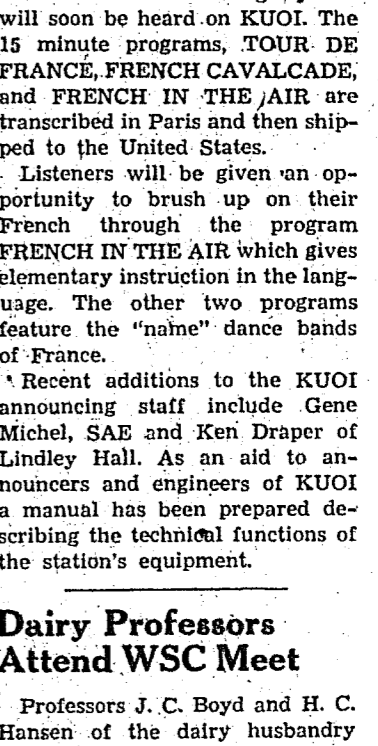 will soon be heard on KUOI. The
15 minute programs, TOUR DE
FRANCE, FRENCH CAVALCADE,
and FRENCH IN THE AIR are
transcribed in Paris and then ship-
ped to the United States.
Listeners will be given an op-
portunity to brush up on their
French through the program
FRENCH IN THE AIR which gives
elementary instruction in the lang-
uage. The other two programs
feature the "name" dance bands
of France.
Recent additions to the KUOI
announcing staff include Gene
Michel, SAE and Ken Draper of
Lindley Hall. As an aid to an-
nouncers and engineers of KUOI
a manual has been prepared de-
scribing the technical functions of
the station's equipment.
Dairy Professors
Attend WSC Meet
Professors J. C. Boyd and H. C.
Hansen of the dairy husbandry